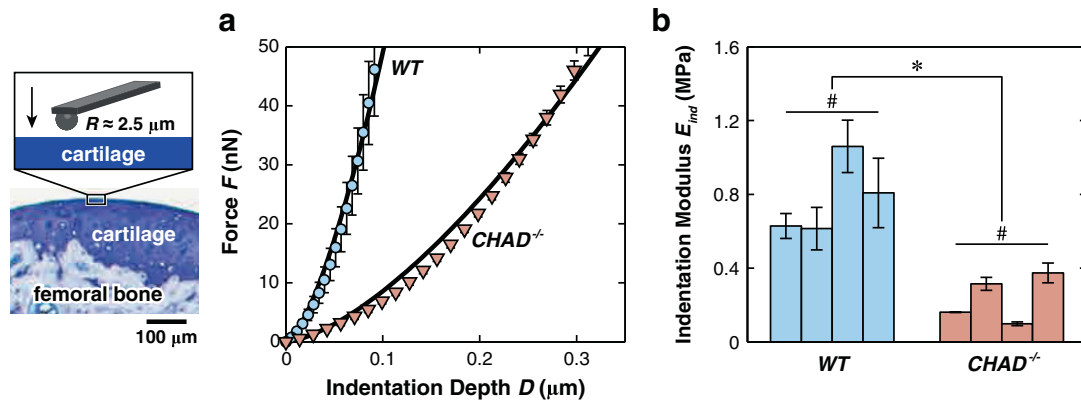 R ≈ 2.5 μm
cartilage
cartilage
femoral bone
100 μm
a
50
40
30
20
10
0
Force F (nN)
WT
CHAD-/-
0
0.1
0.2
0.3
Indentation Depth D (μm)
b
1.6
1.2
0.8
0.4
0
Indentation Modulus Eind (MPa)
*
#
#
WT
CHAD-/-